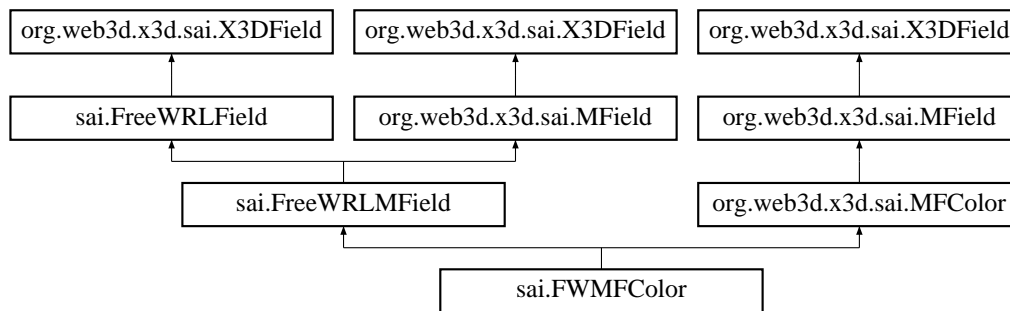 org.web3d.x3d.sai.X3DField
org.web3d.x3d.sai.X3DField
org.web3d.x3d.sai.X3DField
sai.FreeWRLField
org.web3d.x3d.sai.MField
org.web3d.x3d.sai.MField
sai.FreeWRLMField
org.web3d.x3d.sai.MFColor
sai.FWMFColor